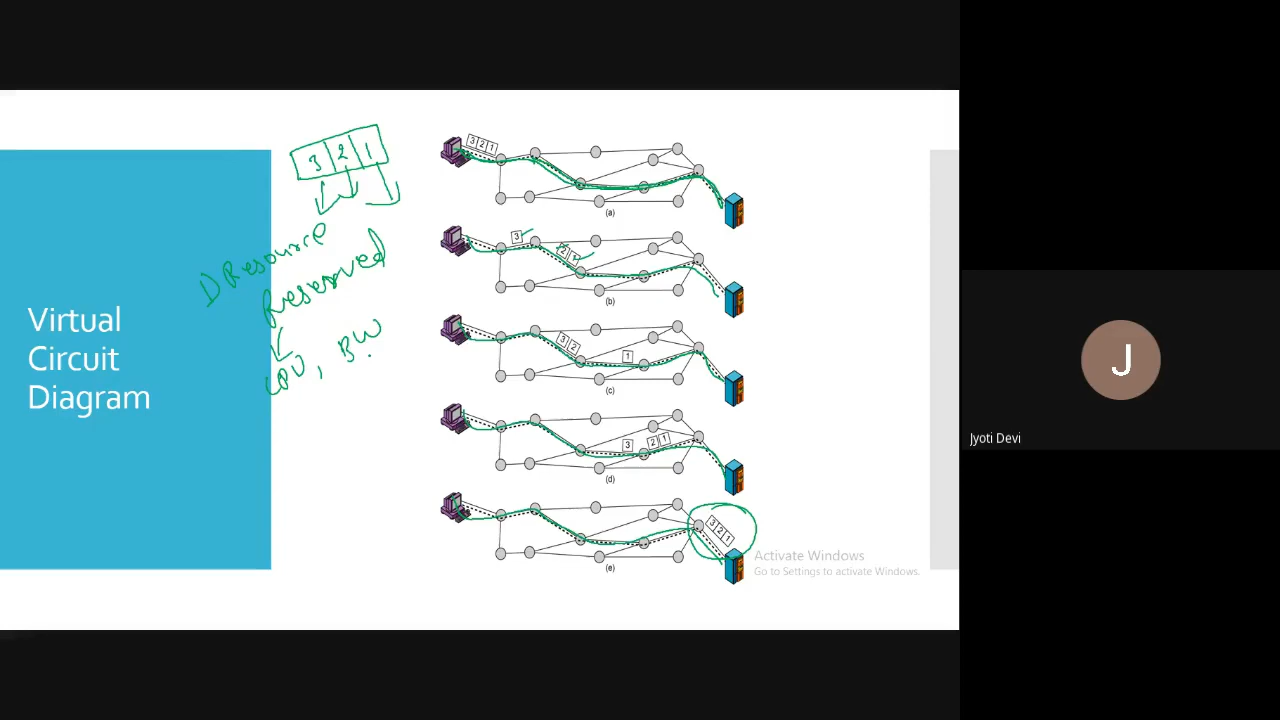 Virtual
Circuit
Diagram
3 2 1
1) Resource
Reserved
CPU, BW
3 2 1
(a)
3
2 1
(b)
3 2
1
(c)
3
2 1
(d)
3 2 1
(e)
Activate Windows
Go to Settings to activate Windows.
J
Jyoti Devi